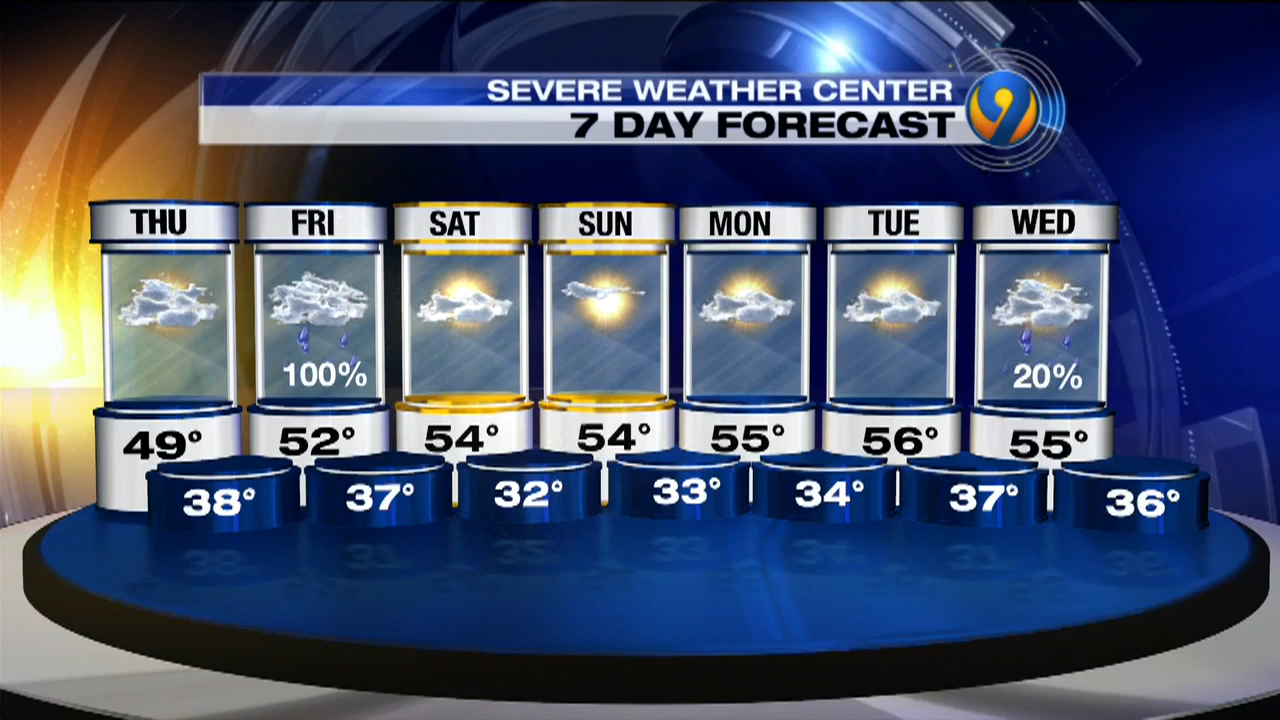 SEVERE WEATHER CENTER 9
7 DAY FORECAST
THU FRI SAT SUN MON TUE WED
100% 20%
49° 52° 54° 54° 55° 56° 55°
38° 37° 32° 33° 34° 37° 36°